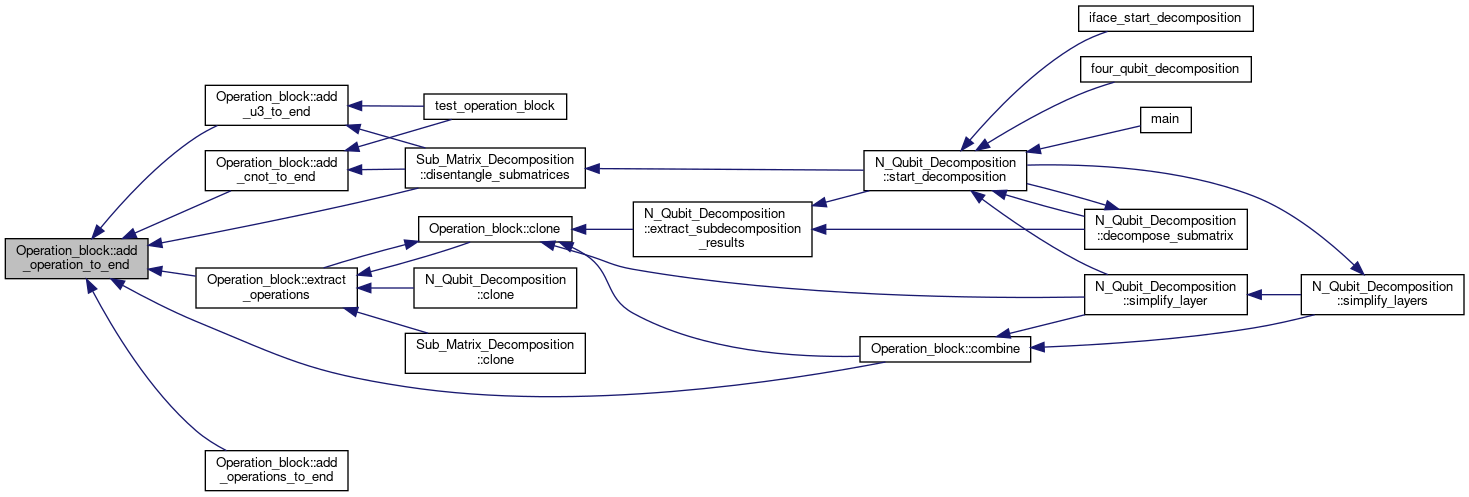 iface_start_decomposition
four_qubit_decomposition
main
Operation_block::add
_u3_to_end
test_operation_block
Operation_block::add
_cnot_to_end
Sub_Matrix_Decomposition
::disentangle_submatrices
N_Qubit_Decomposition
::start_decomposition
Operation_block::clone
N_Qubit_Decomposition
::extract_subdecomposition
_results
N_Qubit_Decomposition
::decompose_submatrix
Operation_block::add
_operation_to_end
Operation_block::extract
_operations
N_Qubit_Decomposition
::clone
N_Qubit_Decomposition
::simplify_layer
N_Qubit_Decomposition
::simplify_layers
Sub_Matrix_Decomposition
::clone
Operation_block::combine
Operation_block::add
_operations_to_end